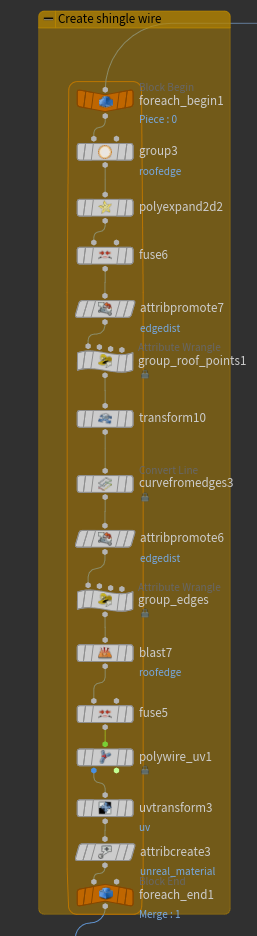 Create shingle wire
Block Begin
foreach_begin1
Piece : 0
group3
roofedge
polyexpand2d2
fuse6
attribpromote7
edgedist
Attribute Wrangle
group_roof_points1
#
transform10
Convert Line
curvefromedges3
#
attribpromote6
edgedist
Attribute Wrangle
group_edges
#
blast7
roofedge
fuse5
polywire_uv1
#
uvtransform3
uv
attribcreate3
unreal_material
Block End
foreach_end1
Merge : 1